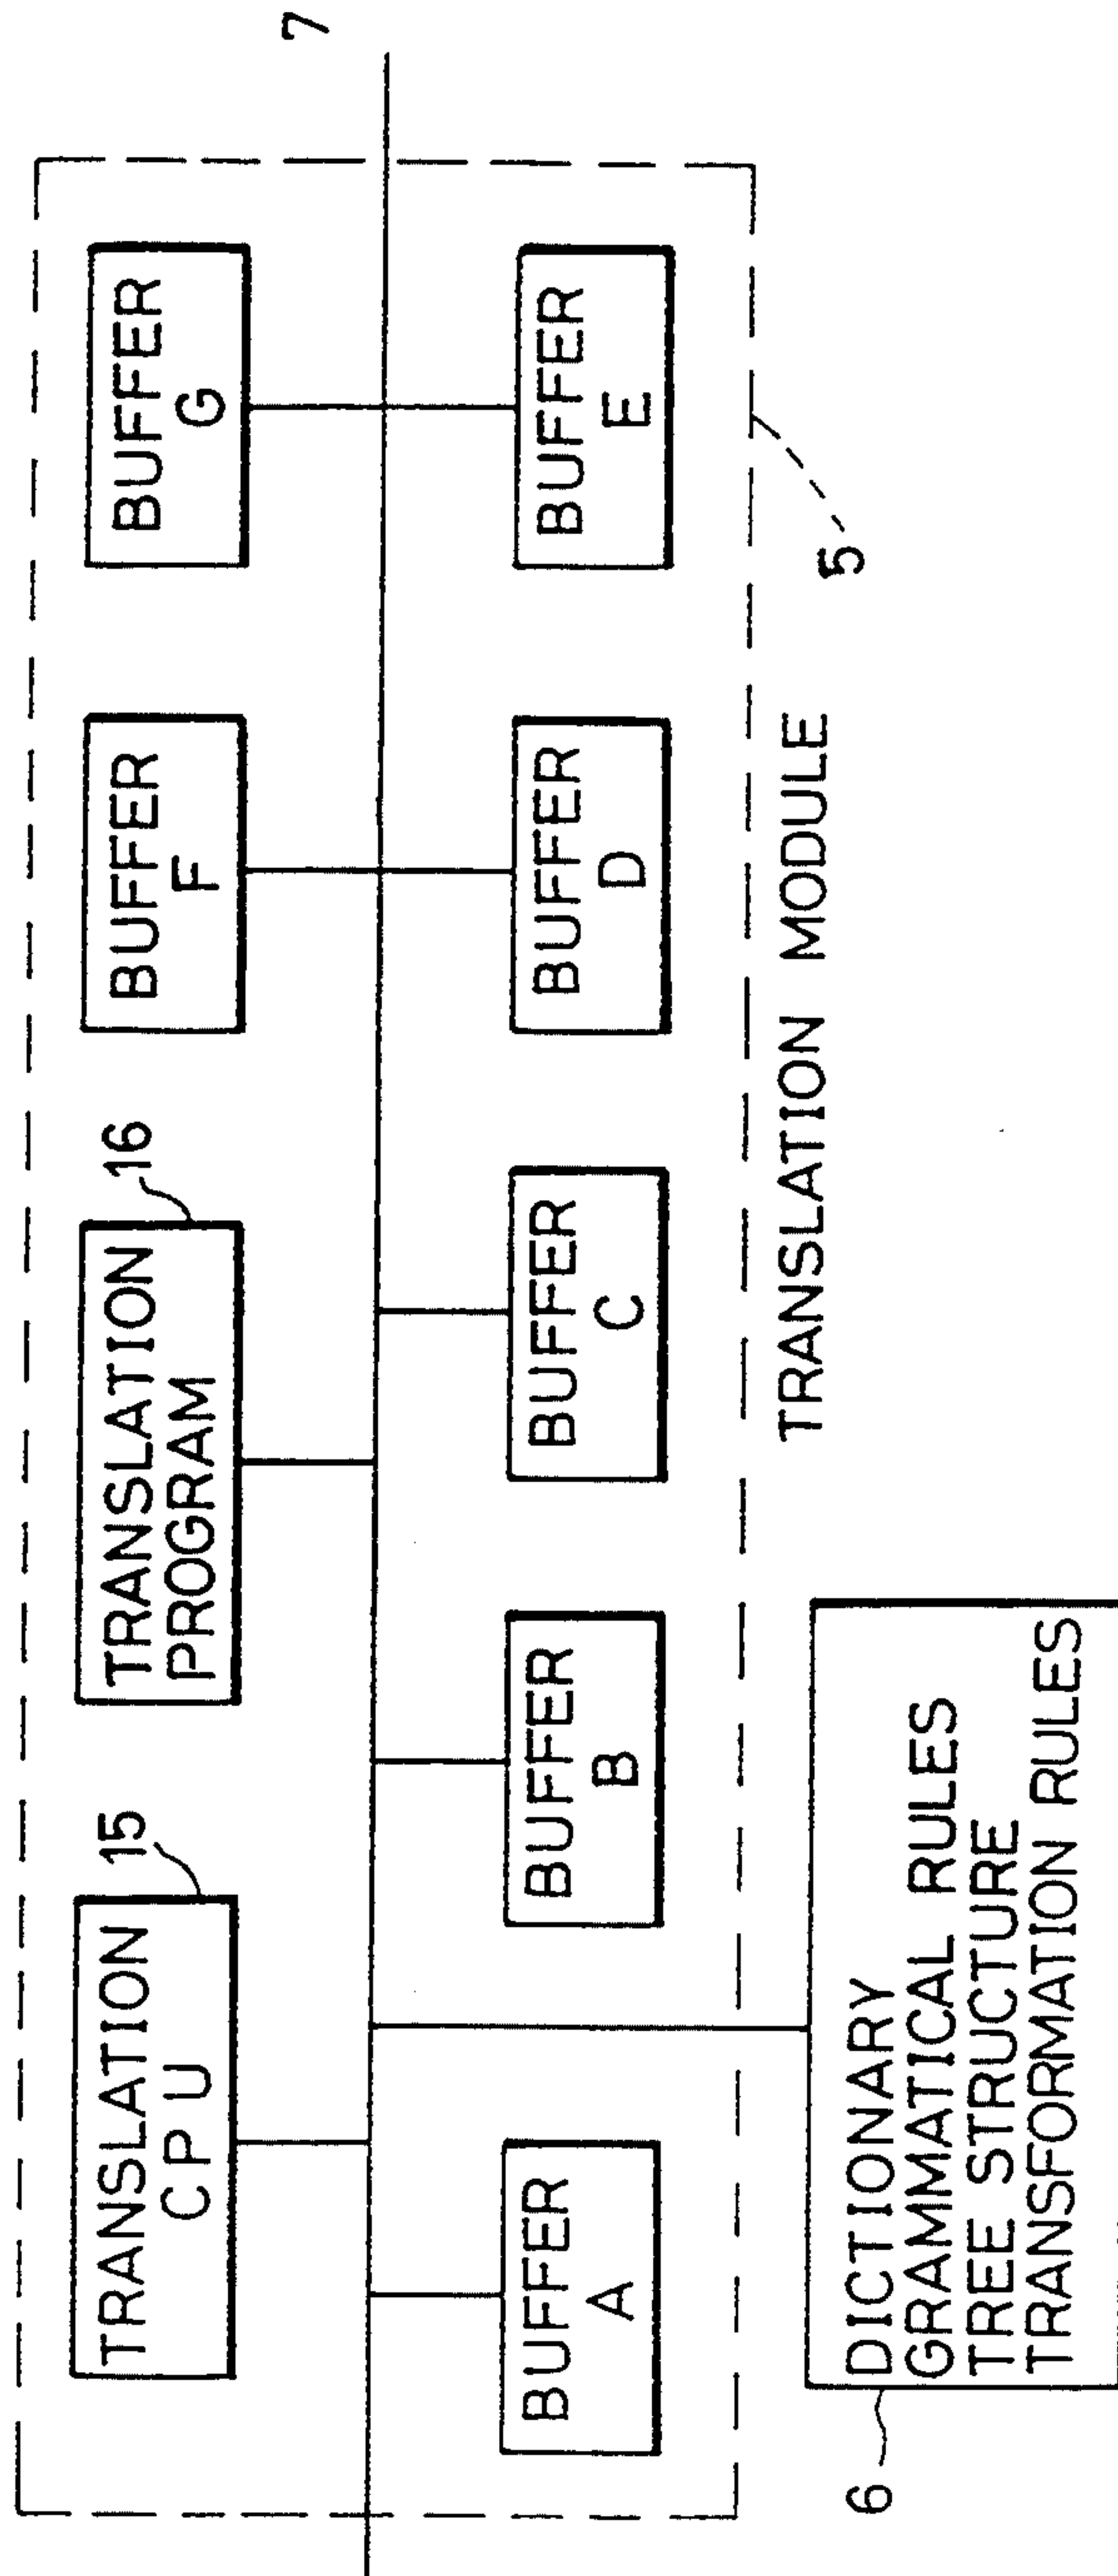 7
TRANSLATION
CPU
15
TRANSLATION
PROGRAM
16
BUFFER
F
BUFFER
G
BUFFER
A
BUFFER
B
BUFFER
C
BUFFER
D
BUFFER
E
5
TRANSLATION MODULE
6
DICTIONARY
GRAMMATICAL RULES
TREE STRUCTURE
TRANSFORMATION RULES